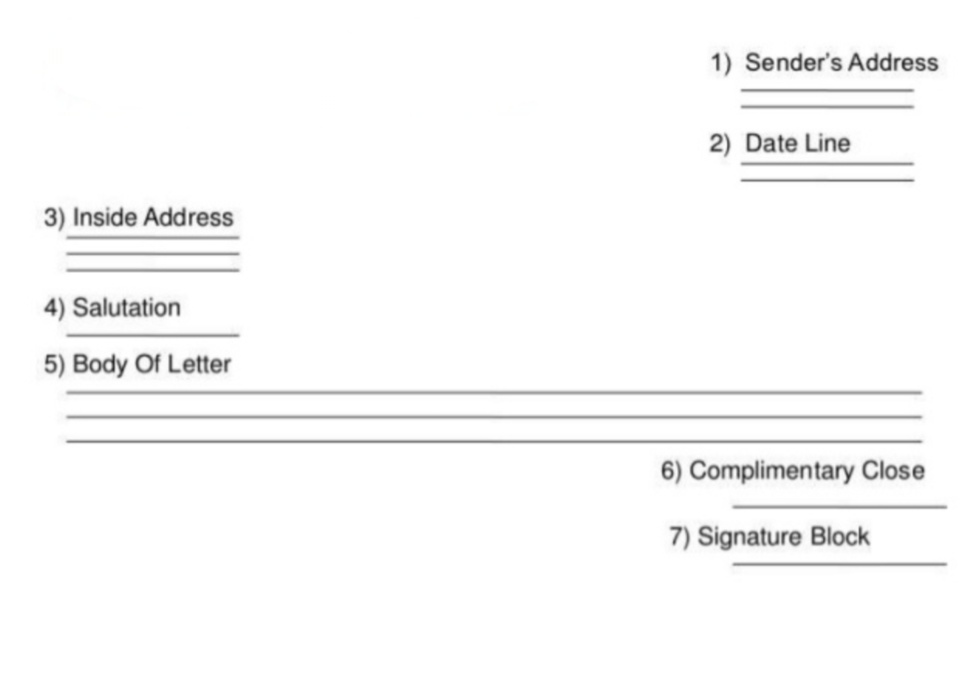 1) Sender's Address
2) Date Line
3) Inside Address
4) Salutation
5) Body Of Letter
6) Complimentary Close
7) Signature Block